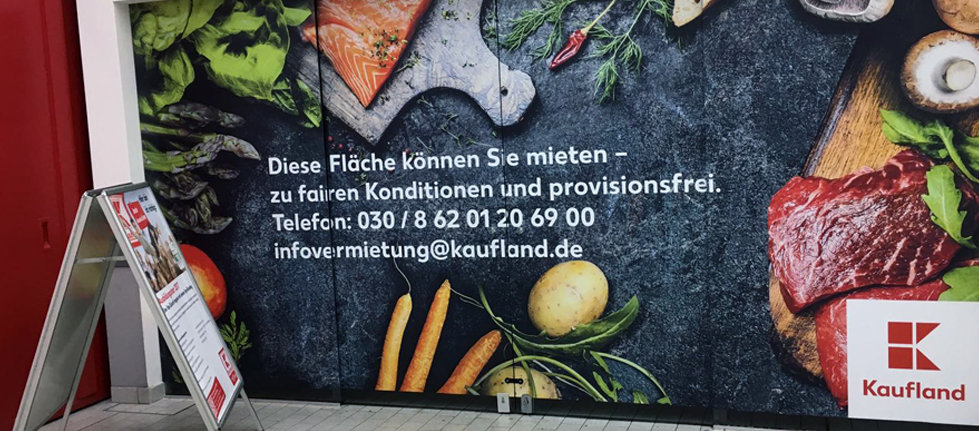 Diese Fläche können Sie mieten –
zu fairen Konditionen und provisionsfrei.
Telefon: 030 / 8 62 01 20 69 00
infovermietung@kaufland.de
Kaufland